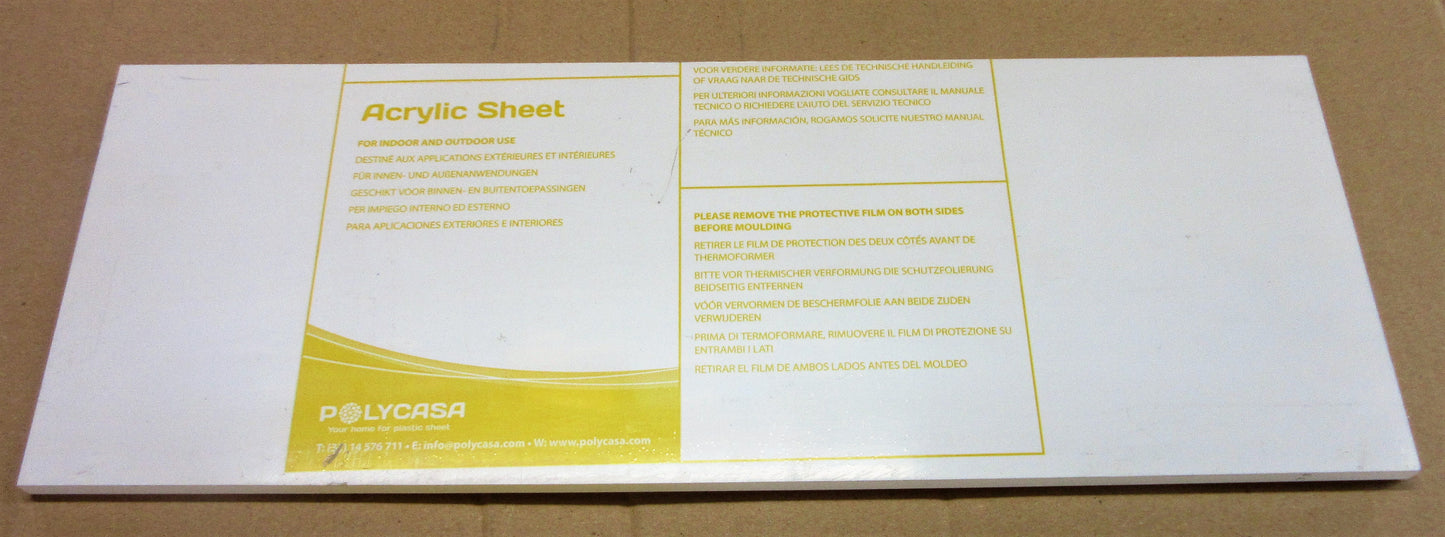 Acrylic Sheet
FOR INDOOR AND OUTDOOR USE
DESTINÉ AUX APPLICATIONS EXTÉRIEURES ET INTÉRIEURES
FÜR INNEN- UND AUßENANWENDUNGEN
GESCHIKT VOOR BINNEN- EN BUITENTOEPASSINGEN
PER IMPIEGO INTERNO ED ESTERNO
PARA APLICACIONES EXTERIORES E INTERIORES
POLYCASA
Your home for plastic sheet
T: 14 576 711 • E: info@polycasa.com • W: www.polycasa.com
VOOR VERDERE INFORMATIE: LEES DE TECHNISCHE HANDLEIDING
OF VRAAG NAAR DE TECHNISCHE GIDS
PER ULTERIORI INFORMAZIONI VOGLIATE CONSULTARE IL MANUALE
TECNICO O RICHIEDERE L'AIUTO DEL SERVIZIO TECNICO
PARA MÁS INFORMACIÓN, ROGAMOS SOLICITE NUESTRO MANUAL
TÉCNICO
PLEASE REMOVE THE PROTECTIVE FILM ON BOTH SIDES
BEFORE MOULDING
RETIRER LE FILM DE PROTECTION DES DEUX CÔTÉS AVANT DE
THERMOFORMER
BITTE VOR THERMISCHER VERFORMUNG DIE SCHUTZFOLIERUNG
BEIDSEITIG ENTFERNEN
VÓÓR VERVORMEN DE BESCHERMFOLIE AAN BEIDE ZIJDEN
VERWIJDEREN
PRIMA DI TERMOFORMARE, RIMUOVERE IL FILM DI PROTEZIONE SU
ENTRAMBI I LATI
RETIRAR EL FILM DE AMBOS LADOS ANTES DEL MOLDEO